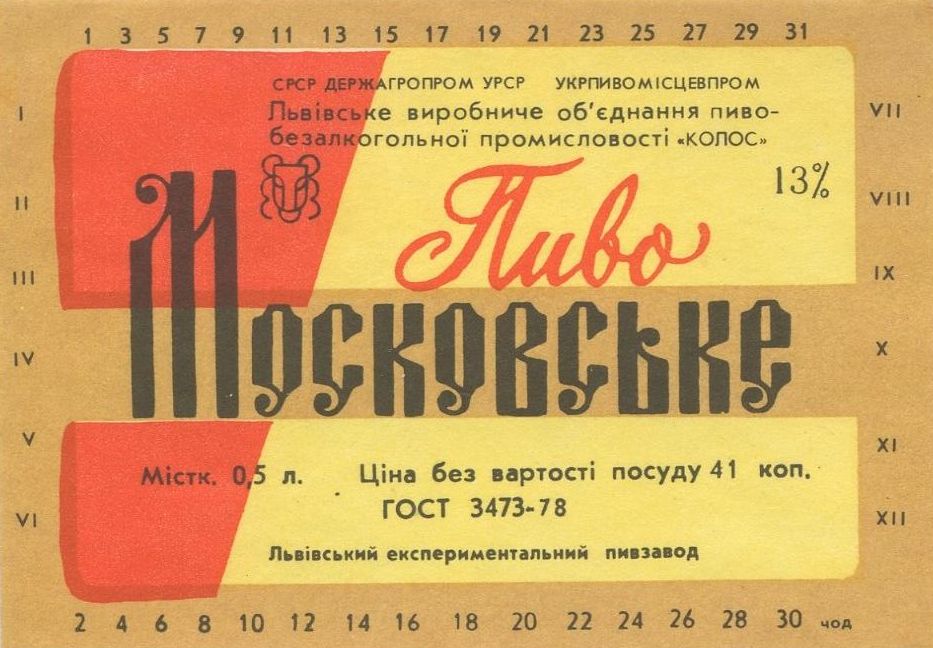 1 3 5 7 9 11 13 15 17 19 21 23 25 27 29 31
СРСР ДЕРЖАГРОПРОМ УРСР УКРПИВОМІСЦЕВПРОМ
Львівське виробниче об'єднання пиво-
безалкогольної промисловості «КОЛОС»
13%
Пиво
Московське
Містк. 0,5 л. Ціна без вартості посуду 41 коп.
ГОСТ 3473-78
Львівський експериментальний пивзавод
I
II
III
IV
V
VI
VII
VIII
IX
X
XI
XII
2 4 6 8 10 12 14 16 18 20 22 24 26 28 30 чод